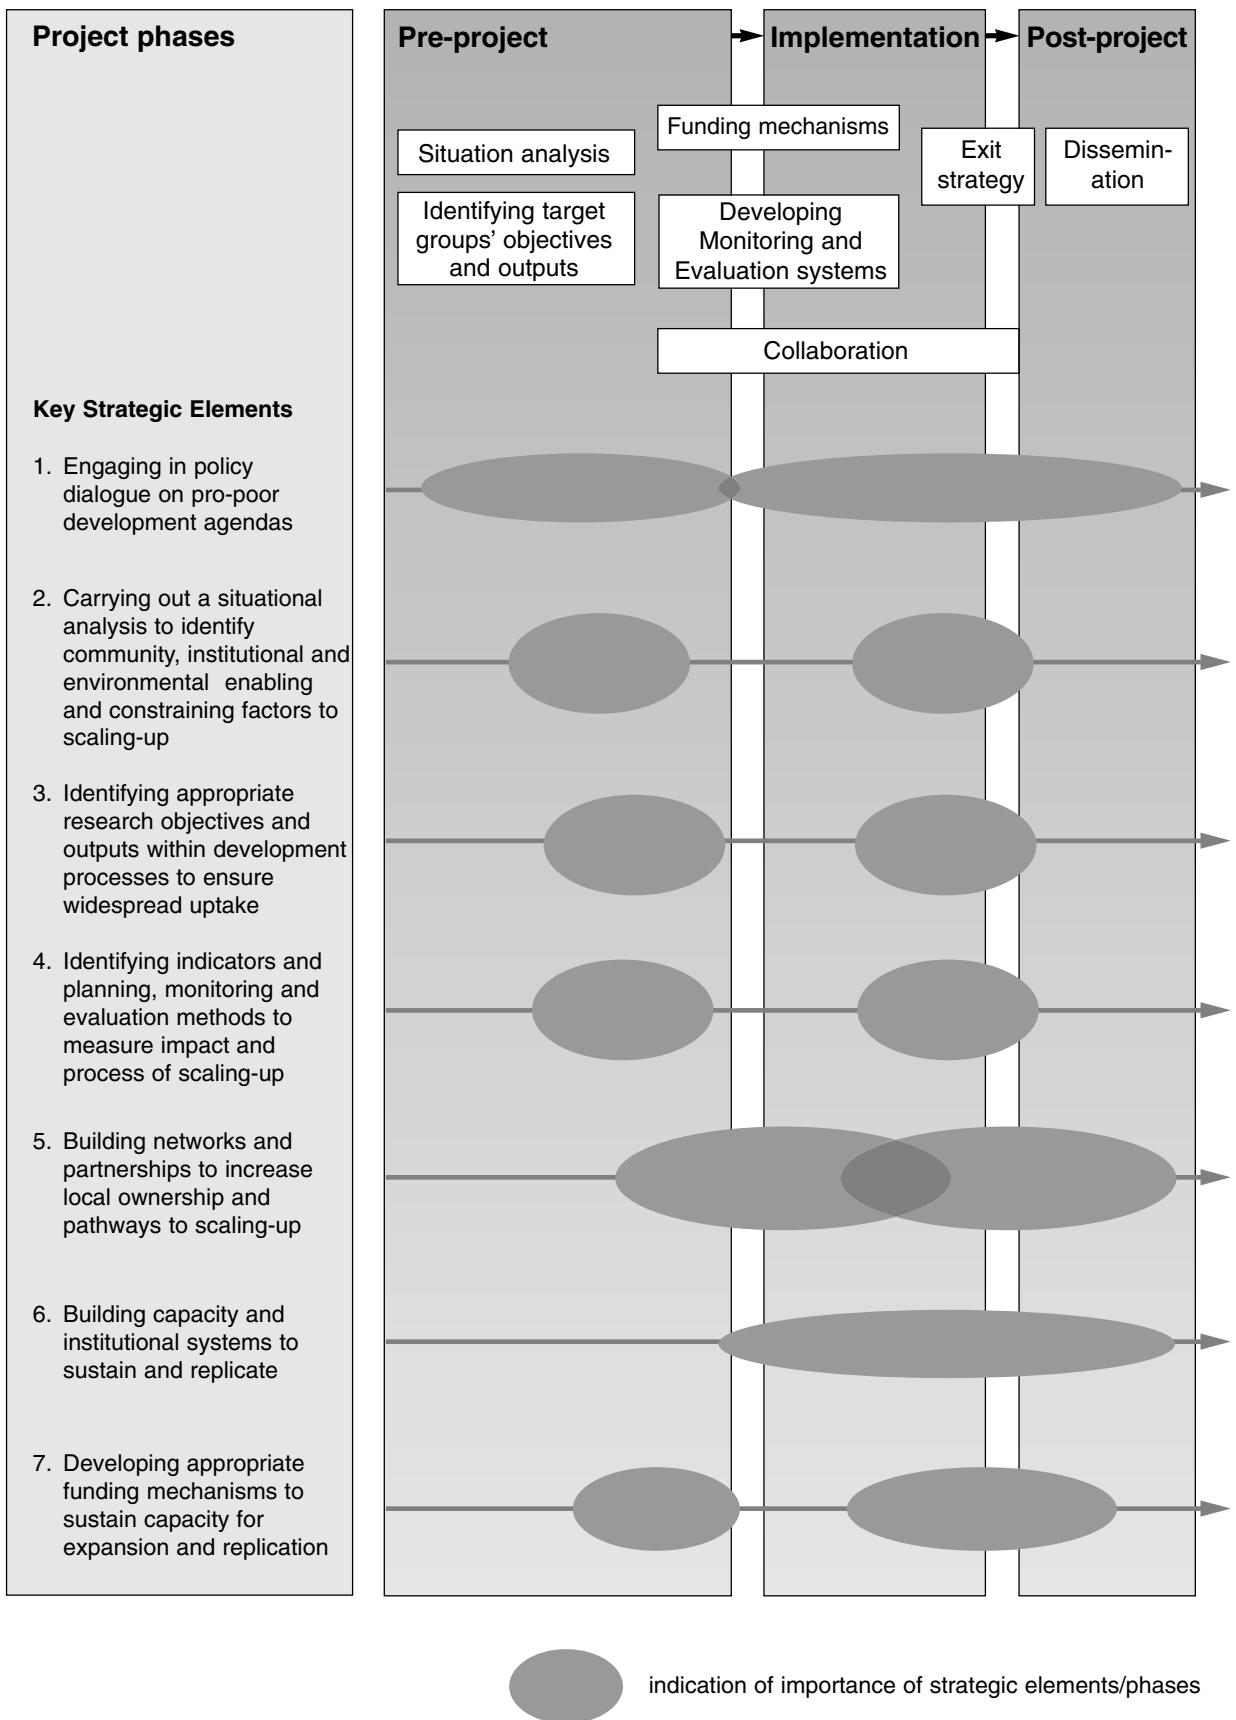 Project phases
Pre-project
Implementation
Post-project
Funding mechanisms
Situation analysis
Exit
strategy
Dissemin-
ation
Identifying target
groups’ objectives
and outputs
Developing
Monitoring and
Evaluation systems
Collaboration
Key Strategic Elements
1. Engaging in policy
dialogue on pro-poor
development agendas
2. Carrying out a situational
analysis to identify
community, institutional and
environmental enabling
and constraining factors to
scaling-up
3. Identifying appropriate
research objectives and
outputs within development
processes to ensure
widespread uptake
4. Identifying indicators and
planning, monitoring and
evaluation methods to
measure impact and
process of scaling-up
5. Building networks and
partnerships to increase
local ownership and
pathways to scaling-up
6. Building capacity and
institutional systems to
sustain and replicate
7. Developing appropriate
funding mechanisms to
sustain capacity for
expansion and replication
indication of importance of strategic elements/phases